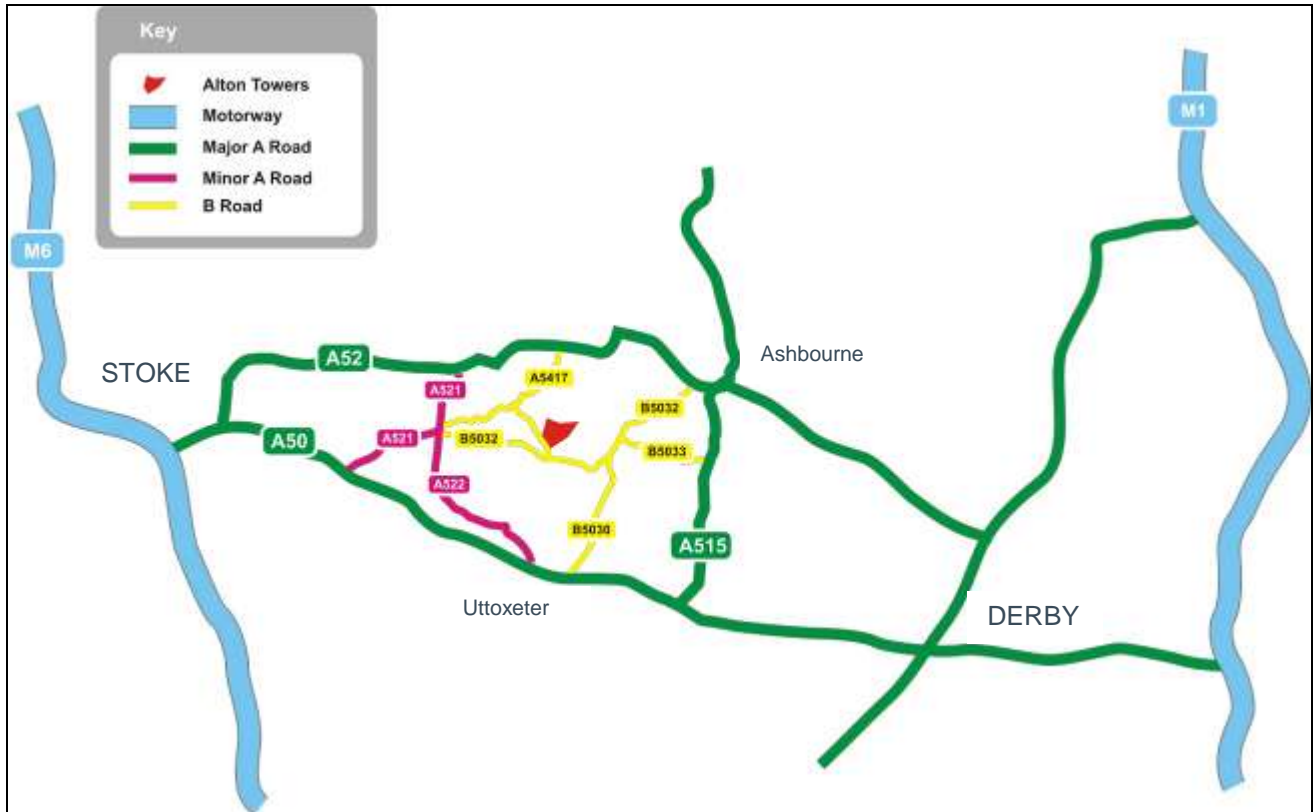 Key
Alton Towers
Motorway
Major A Road
Minor A Road
B Road
M1
M6
A52
STOKE
Ashbourne
A5417
A521
B5032
A50
A521
B5032
B5033
A522
B5030
A515
Uttoxeter
DERBY